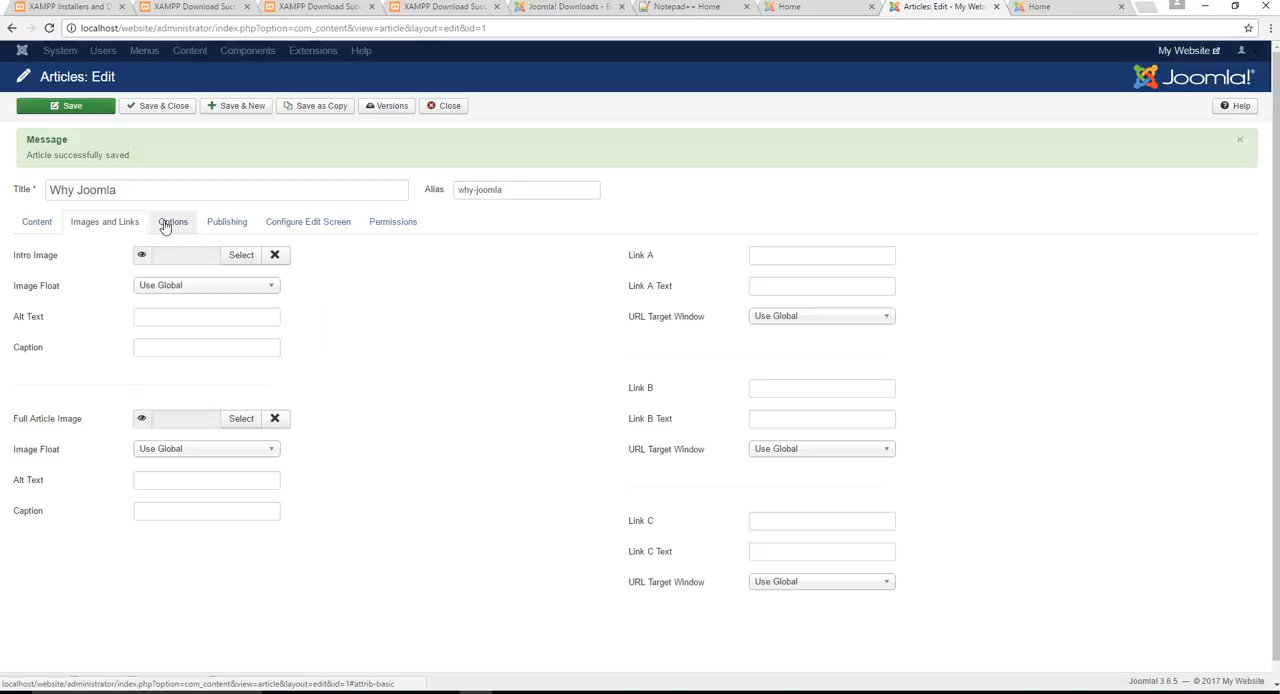 XAMPP Installers and D
XAMPP Download Succ
XAMPP Download Succ
XAMPP Download Succ
Joomla! Downloads - E
Notepad++ Home
Home
Articles: Edit - My Webs
Home
localhost/website/administrator/index.php?option=com_content&view=article&layout=edit&id=1
System Users Menus Content Components Extensions Help
My Website
Articles: Edit
Joomla!®
Save
Save & Close
Save & New
Save as Copy
Versions
Close
Help
Message
Article successfully saved.
Title * Why Joomla
Alias why-joomla
Content Images and Links Options Publishing Configure Edit Screen Permissions
Intro Image Select
Image Float Use Global
Alt Text
Caption
Full Article Image Select
Image Float Use Global
Alt Text
Caption
Link A
Link A Text
URL Target Window Use Global
Link B
Link B Text
URL Target Window Use Global
Link C
Link C Text
URL Target Window Use Global
localhost/website/administrator/index.php?option=com_content&view=article&layout=edit&id=1#attrib-basic
Joomla! 3.6.5 — © 2017 My Website